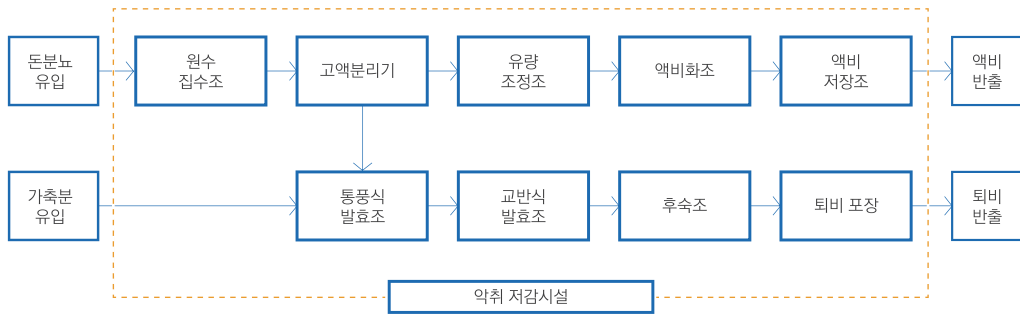 돈분뇨
유입
원수
집수조
고액분리기
유량
조정조
액비화조
액비
저장조
액비
반출
가축분
유입
통풍식
발효조
교반식
발효조
후숙조
퇴비 포장
퇴비
반출
악취 저감시설